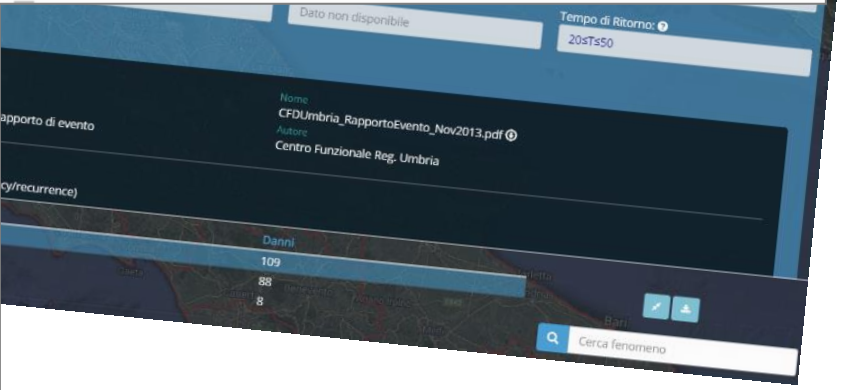 Dato non disponibile
Tempo di Ritorno:
20≤T≤50
Nome
CFDUmbria_RapportoEvento_Nov2013.pdf
apporto di evento
Autore
Centro Funzionale Reg. Umbria
cy/recurrence)
Danni
109
88
8
Bari
Cerca fenomeno